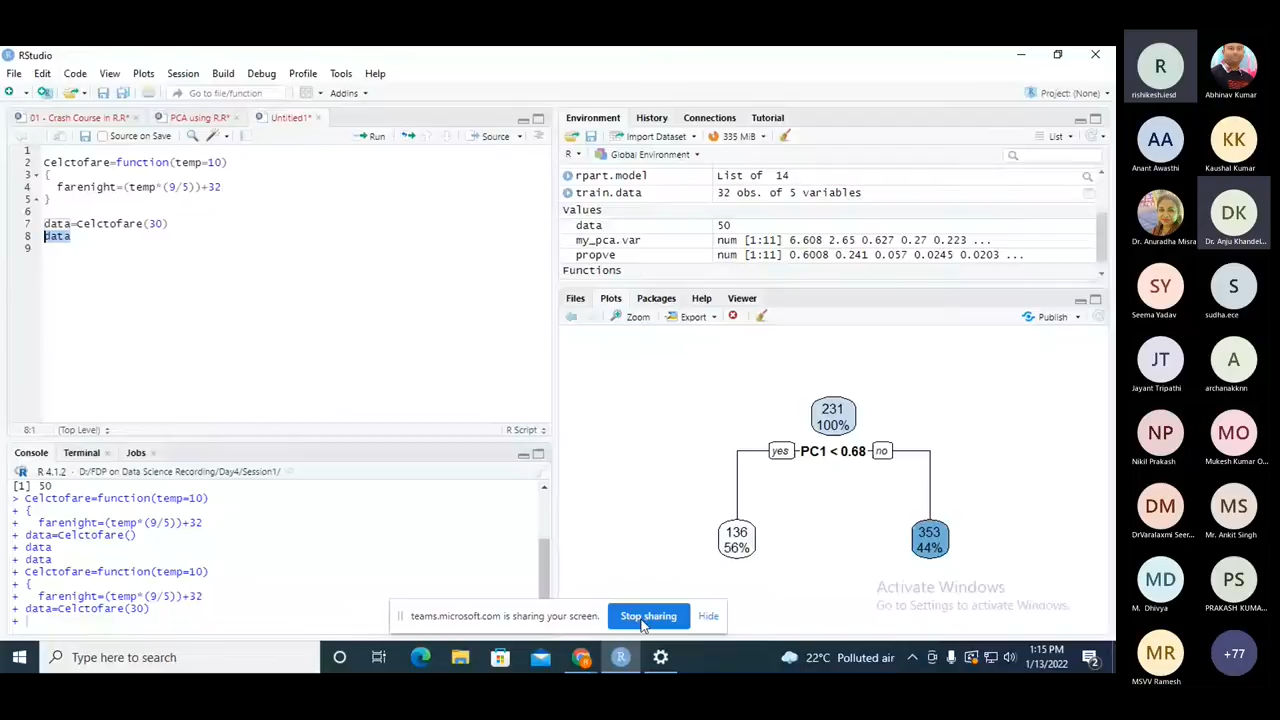 RStudio
File Edit Code View Plots Session Build Debug Profile Tools Help
Go to file/function
Addins
Project: (None)
01 - Crash Course in R.R*
PCA using R.R*
Untitled1*
Source on Save
Run
Source
1
2 Celctofare=function(temp=10)
3 {
4 farenight=(temp*(9/5))+32
5 }
6
7 data=Celctofare(30)
8 data
9
8:1 (Top Level) R Script
Console Terminal Jobs
R 4.1.2 · D:/FDP on Data Science Recording/Day4/Session1/
[1] 50
> Celctofare=function(temp=10)
+ {
+ farenight=(temp*(9/5))+32
+ data=Celctofare()
+ data
+ data
+ Celctofare=function(temp=10)
+ {
+ farenight=(temp*(9/5))+32
+ data=Celctofare(30)
+
Environment History Connections Tutorial
Import Dataset 335 MiB List
R Global Environment
rpart.model List of 14
train.data 32 obs. of 5 variables
Values
data 50
my_pca.var num [1:11] 6.608 2.65 0.627 0.27 0.223 ...
propve num [1:11] 0.6008 0.241 0.057 0.0245 0.0203 ...
Functions
Files Plots Packages Help Viewer
Zoom Export Publish
231
100%
yes PC1 < 0.68 no
136
56%
353
44%
Activate Windows
Go to Settings to activate Windows.
teams.microsoft.com is sharing your screen. Stop sharing Hide
Type here to search
22°C Polluted air
1:15 PM
1/13/2022
2
R
rishikesh.iesd
Abhinav Kumar
AA
Anant Awasthi
KK
Kaushal Kumar
Dr. Anuradha Misra
DK
Dr. Anju Khandel...
SY
Seema Yadav
S
sudha.ece
JT
Jayant Tripathi
A
archanakknn
NP
Nikil Prakash
MO
Mukesh Kumar O...
DM
DrVaralaxmi Seer...
MS
Mr. Ankit Singh
MD
M. Dhivya
PS
PRAKASH KUMA...
MR
MSVV Ramesh
+77